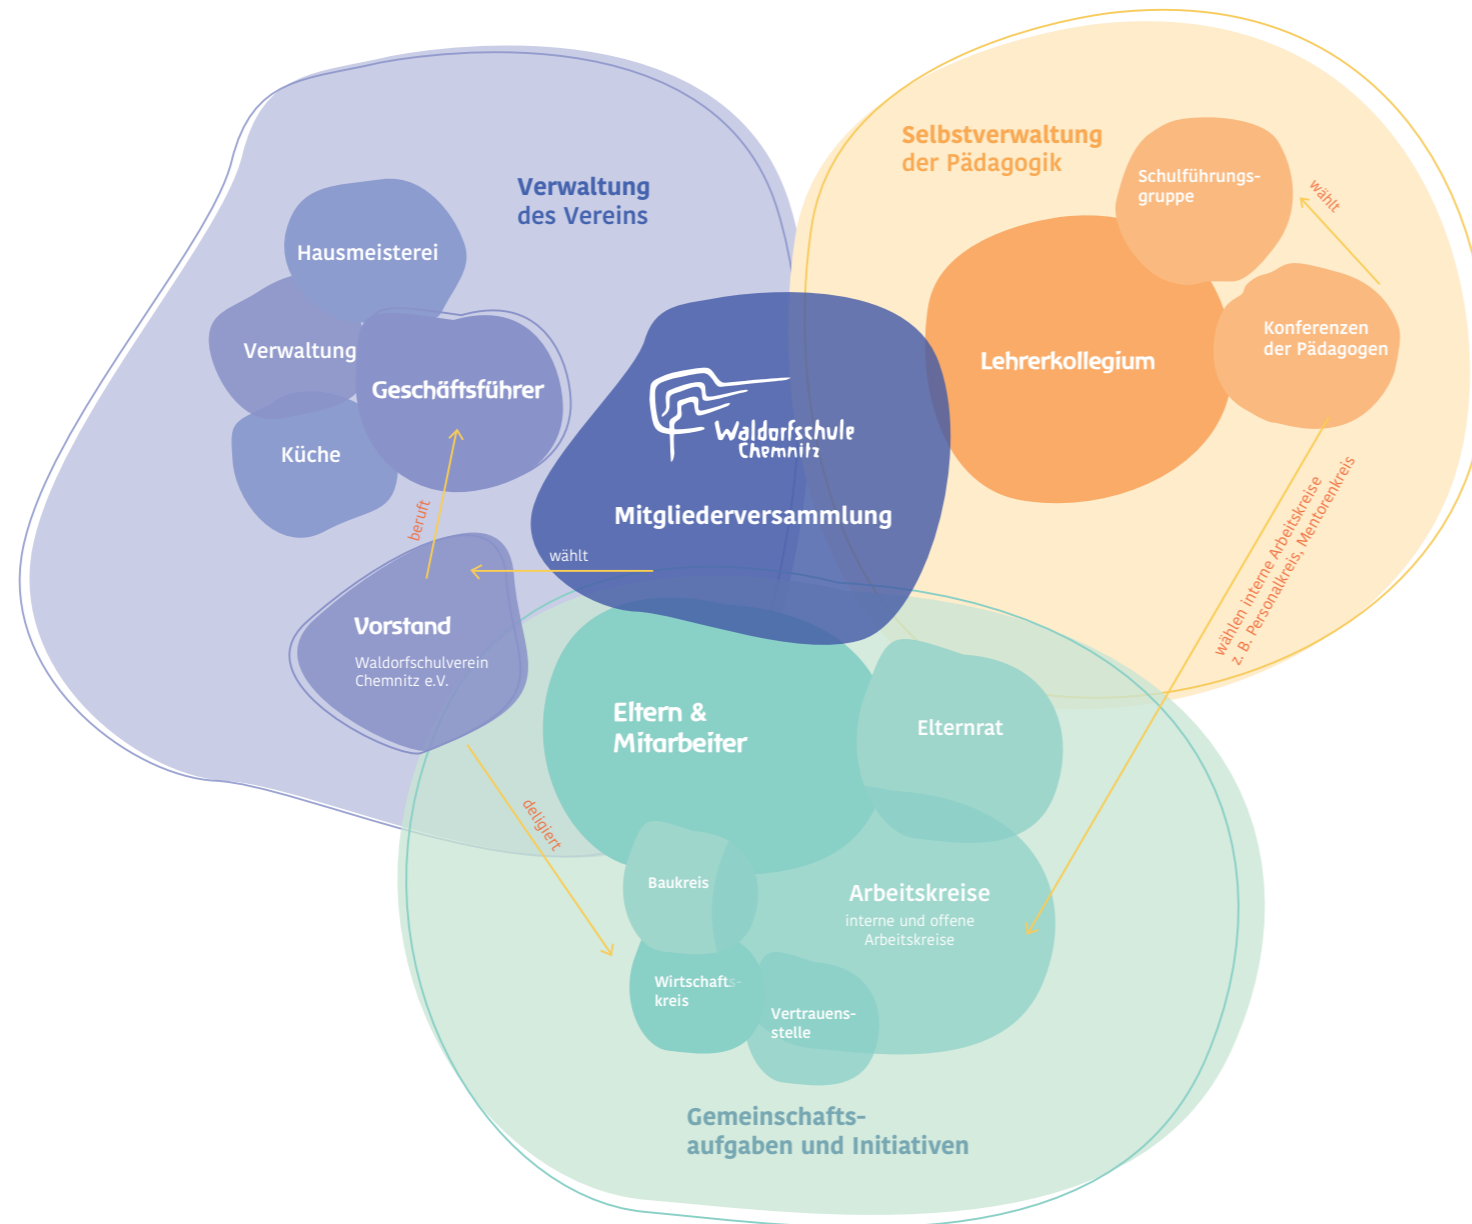 Verwaltung
des Vereins
Hausmeisterei
Verwaltung
Geschäftsführer
Küche
beruft
wählt
Vorstand
Waldorfschulverein
Chemnitz e.V.
deligiert
Waldorfschule
Chemnitz
Mitgliederversammlung
Selbstverwaltung
der Pädagogik
Schulführungs-
gruppe
wählt
Lehrerkollegium
Konferenzen
der Pädagogen
wählen interne Arbeitskreise
z. B. Personalkreis, Mentorenkreis
Eltern &
Mitarbeiter
Elternrat
Baukreis
Arbeitskreise
interne und offene
Arbeitskreise
Wirtschafts-
kreis
Vertrauens-
stelle
Gemeinschafts-
aufgaben und Initiativen